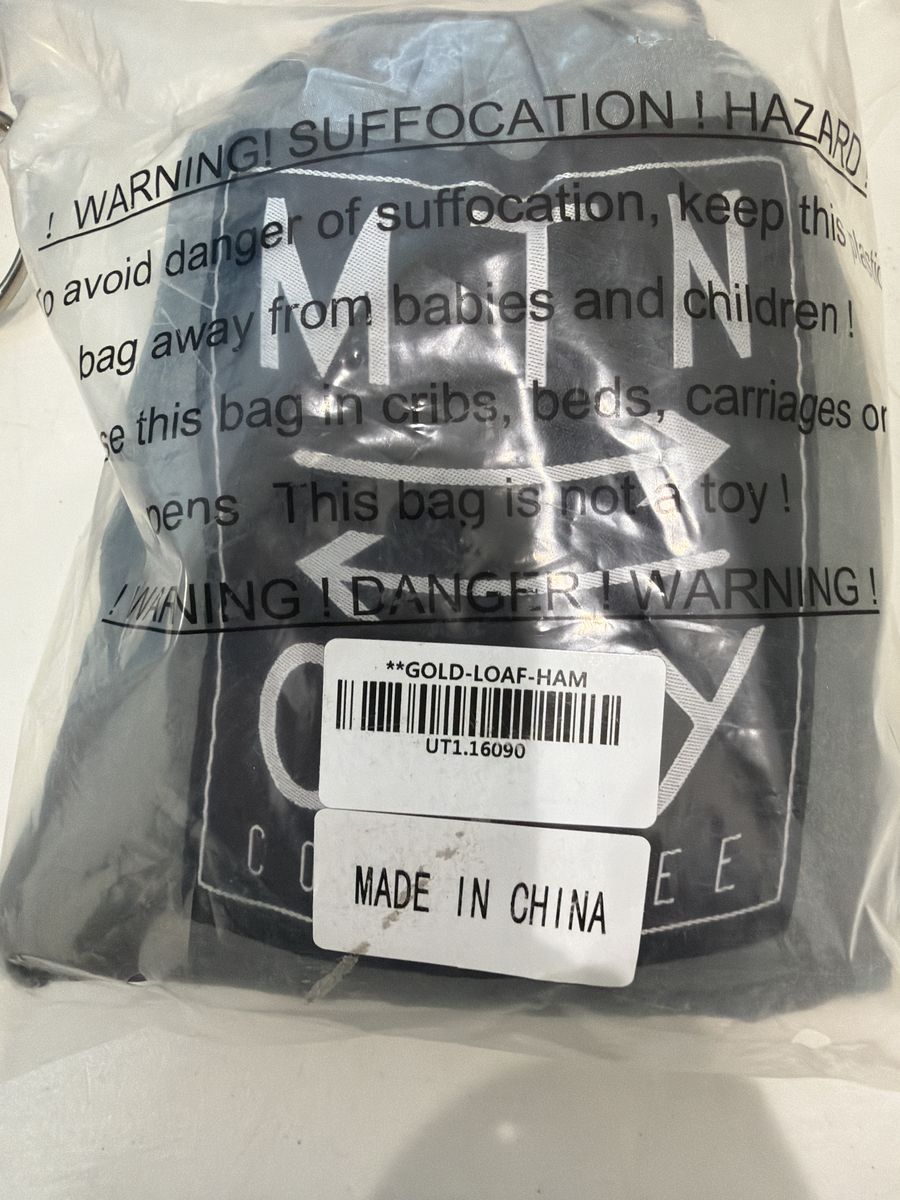 ! WARNING! SUFFOCATION ! HAZARD !
To avoid danger of suffocation, keep this plastic
bag away from babies and children !
se this bag in cribs, beds, carriages or
pens This bag is not a toy !
! WARNING ! DANGER ! WARNING !
MTN
**GOLD-LOAF-HAM
UT1.16090
MADE IN CHINA